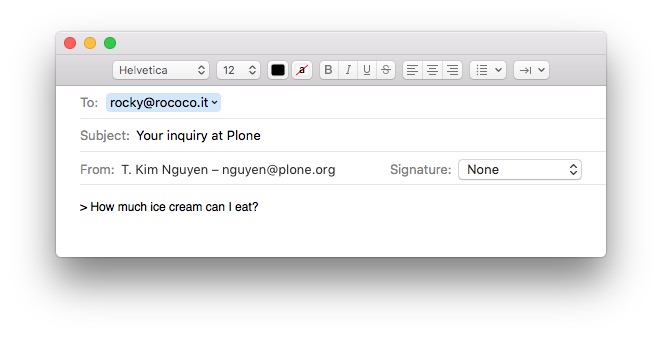 Helvetica 12 a B I U S
To: rocky@rococo.it
Subject: Your inquiry at Plone
From: T. Kim Nguyen – nguyen@plone.org Signature: None
> How much ice cream can I eat?